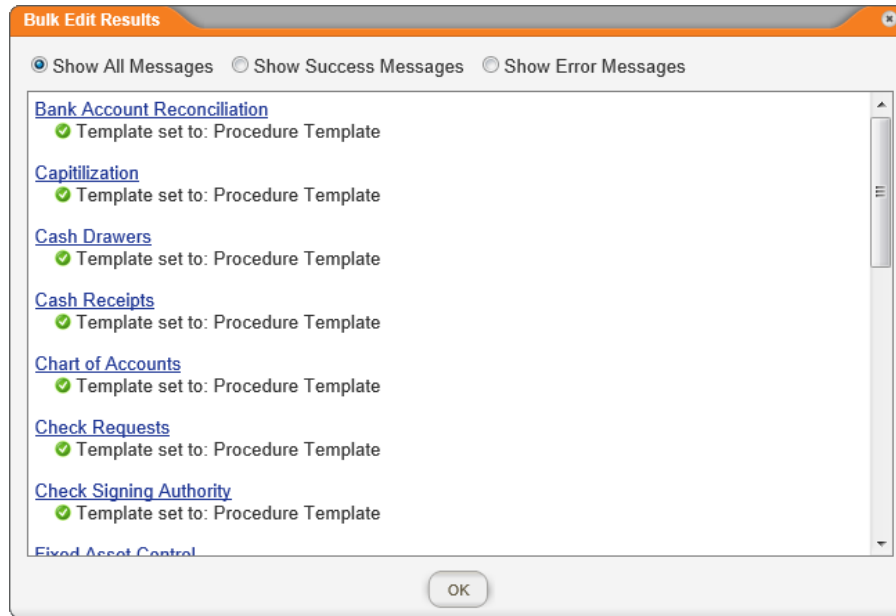 Bulk Edit Results
Show All Messages Show Success Messages Show Error Messages
Bank Account Reconciliation
Template set to: Procedure Template
Capitilization
Template set to: Procedure Template
Cash Drawers
Template set to: Procedure Template
Cash Receipts
Template set to: Procedure Template
Chart of Accounts
Template set to: Procedure Template
Check Requests
Template set to: Procedure Template
Check Signing Authority
Template set to: Procedure Template
Fixed Asset Control
OK